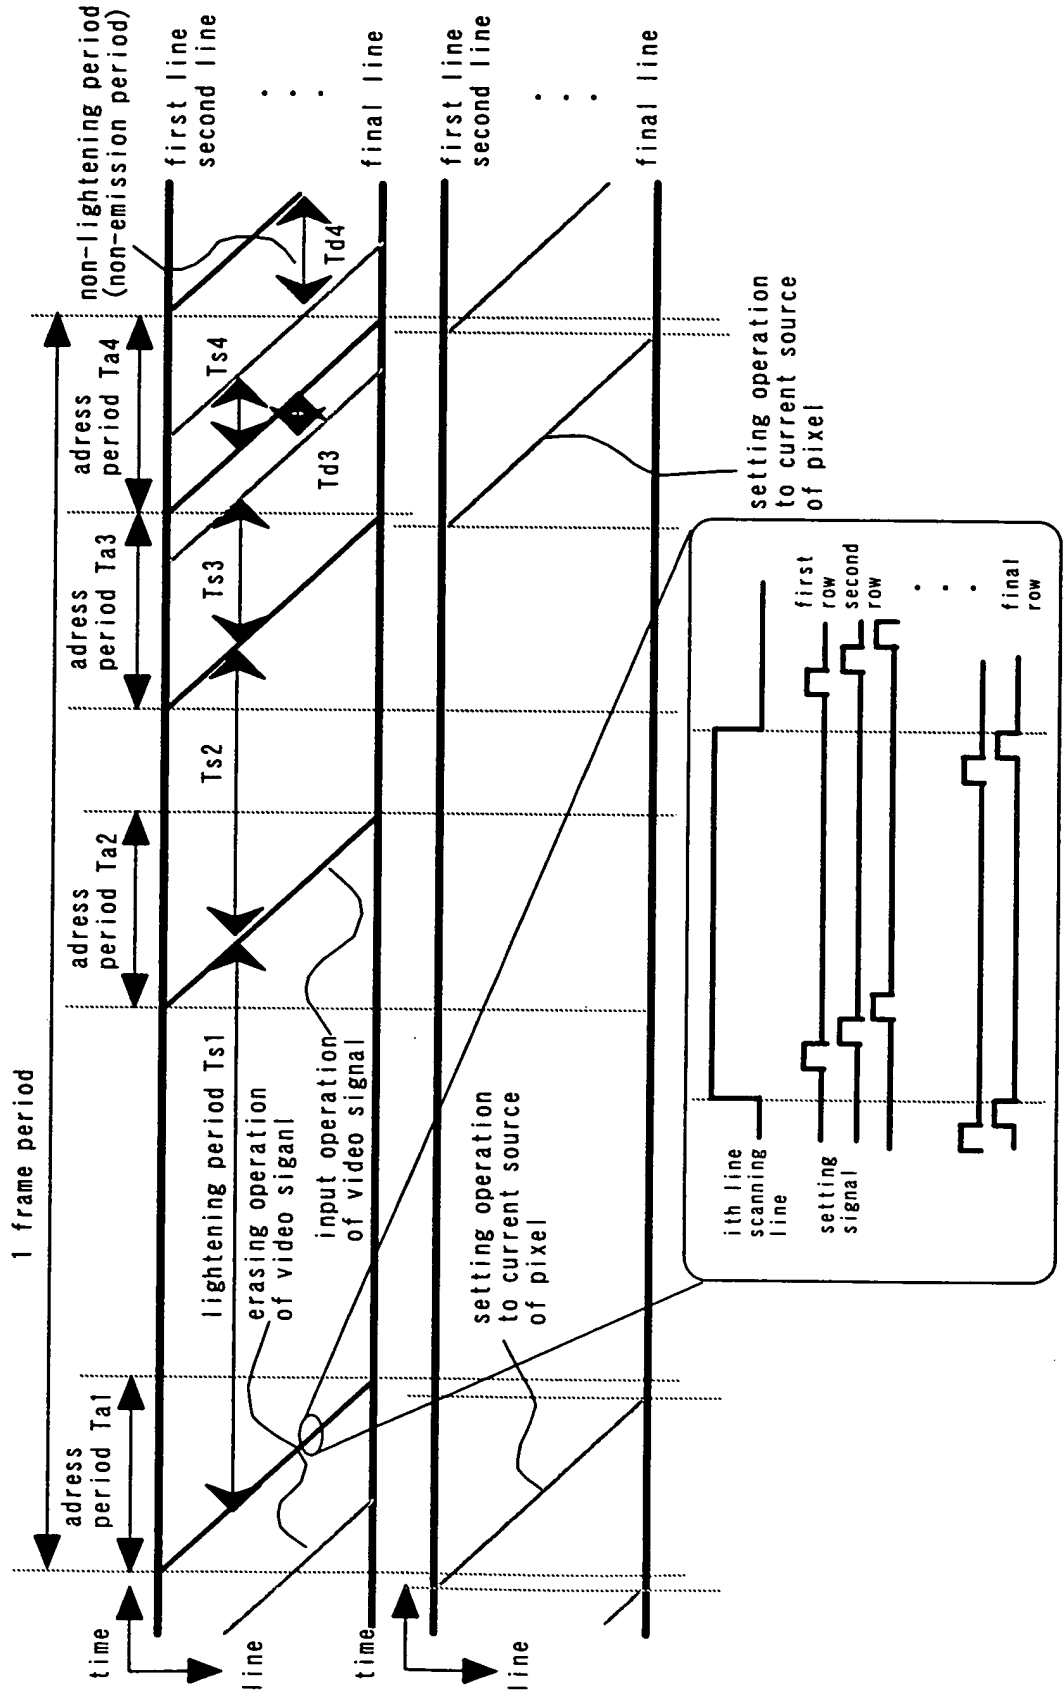 1 frame period
adress
period Ta1
adress
period Ta2
adress
period Ta3
adress
period Ta4
non-lightening period
(non-emission period)
time
line
first line
second line
. . .
final line
lightening period Ts1
Ts2
Ts3
Ts4
Td3
Td4
erasing operation
of video siganl
input operation
of video signal
time
line
first line
second line
. . .
final line
setting operation
to current source
of pixel
setting operation
to current source
of pixel
ith line
scanning
line
setting
signal
first
row
second
row
. . .
final
row